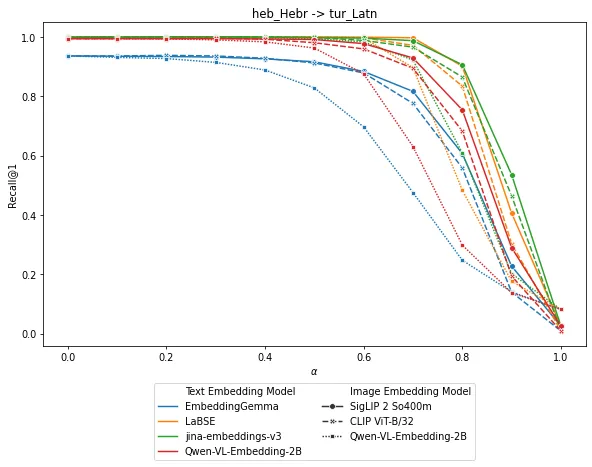 heb_Hebr -> tur_Latn
Recall@1
1.0
0.8
0.6
0.4
0.2
0.0
0.0 0.2 0.4 0.6 0.8 1.0
α
Text Embedding Model
EmbeddingGemma
LaBSE
jina-embeddings-v3
Qwen-VL-Embedding-2B
Image Embedding Model
SigLIP 2 So400m
CLIP ViT-B/32
Qwen-VL-Embedding-2B